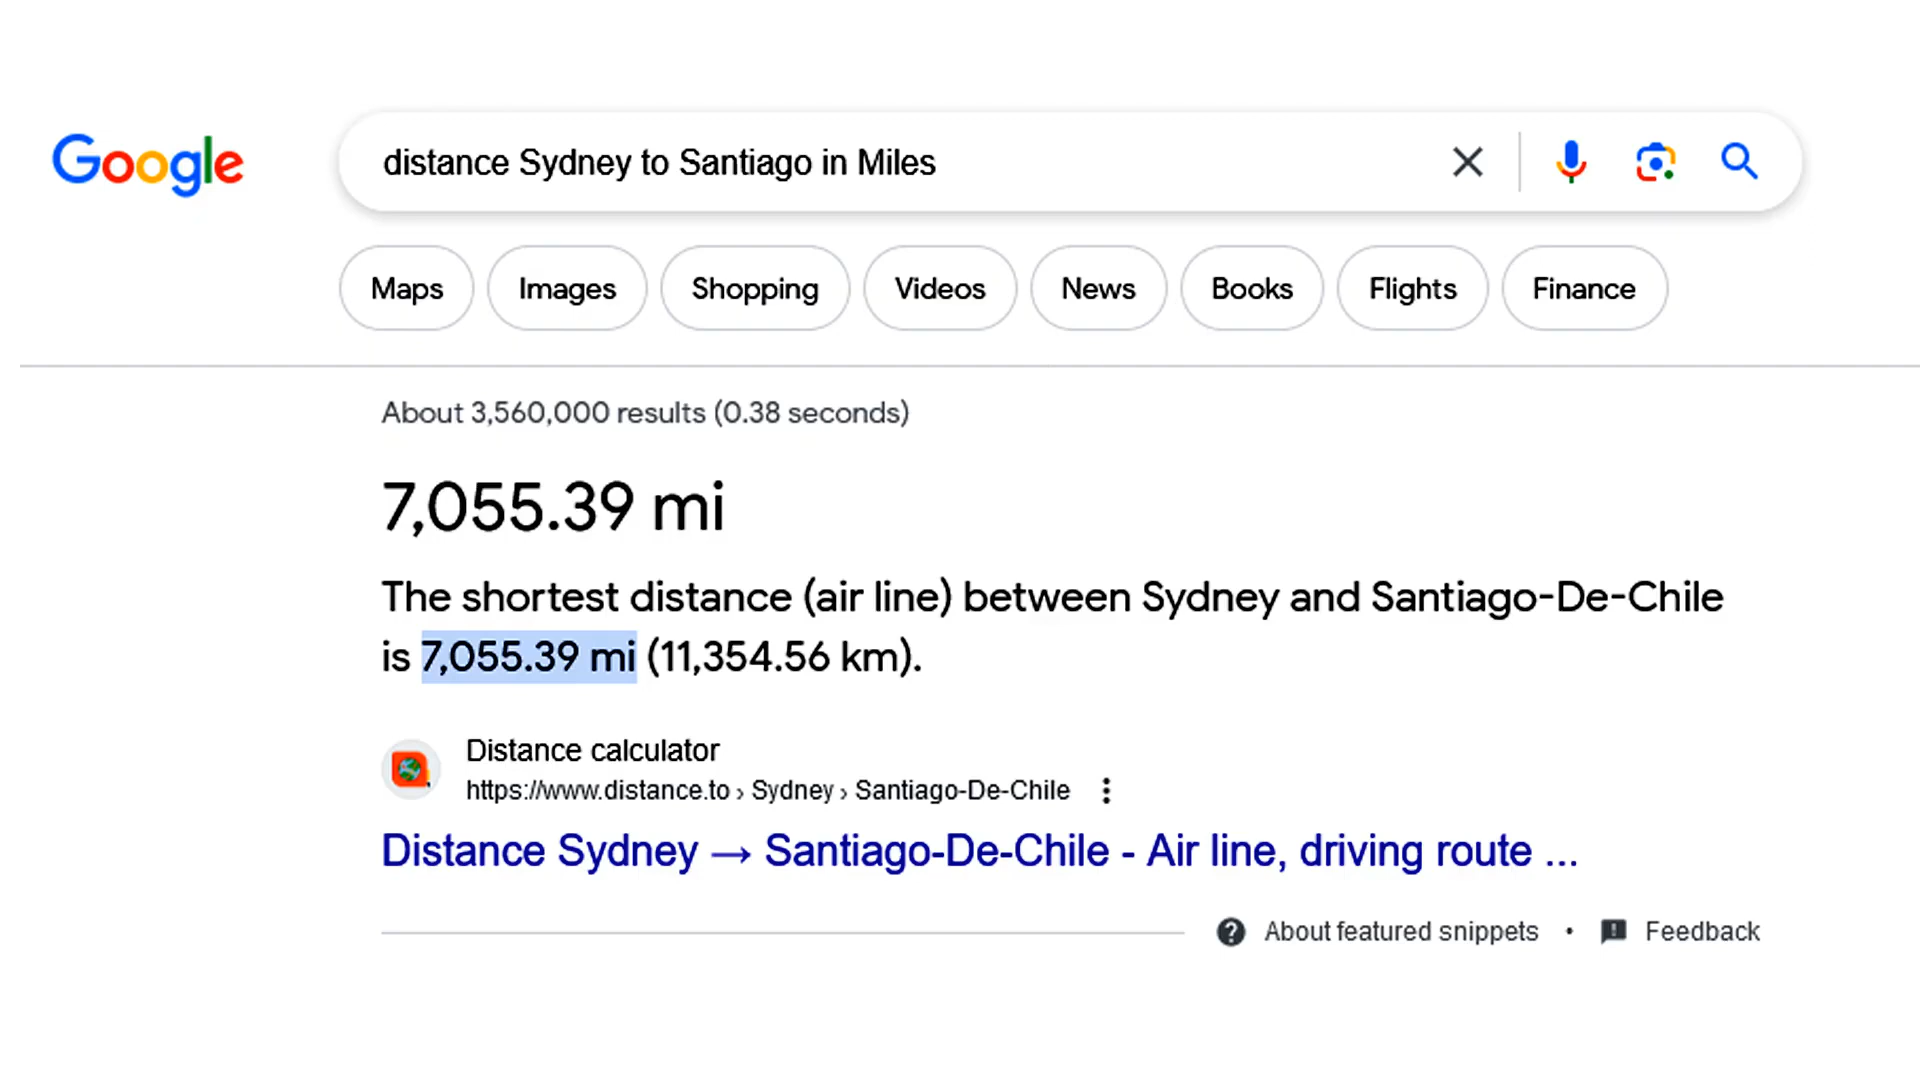 Google
distance Sydney to Santiago in Miles
Maps
Images
Shopping
Videos
News
Books
Flights
Finance
About 3,560,000 results (0.38 seconds)
7,055.39 mi
The shortest distance (air line) between Sydney and Santiago-De-Chile
is 7,055.39 mi (11,354.56 km).
Distance calculator
https://www.distance.to › Sydney › Santiago-De-Chile
Distance Sydney → Santiago-De-Chile - Air line, driving route ...
About featured snippets • Feedback